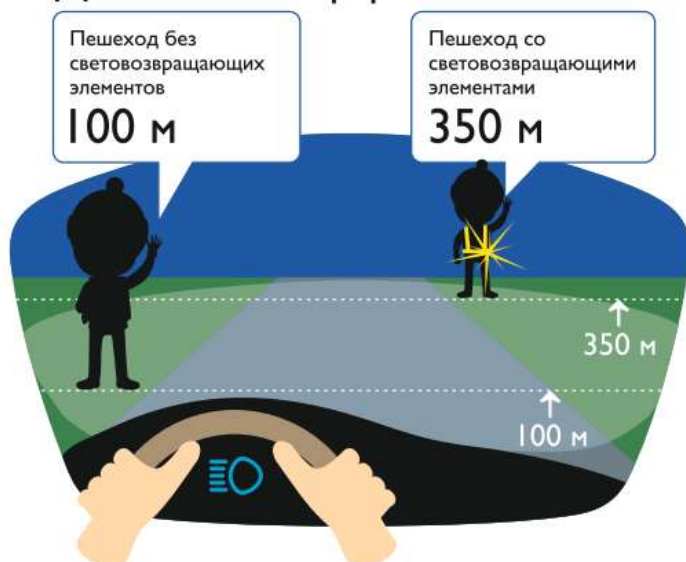 Пешеход без
световозвращающих
элементов
100 м
Пешеход со
световозвращающими
элементами
350 м
350 м
100 м